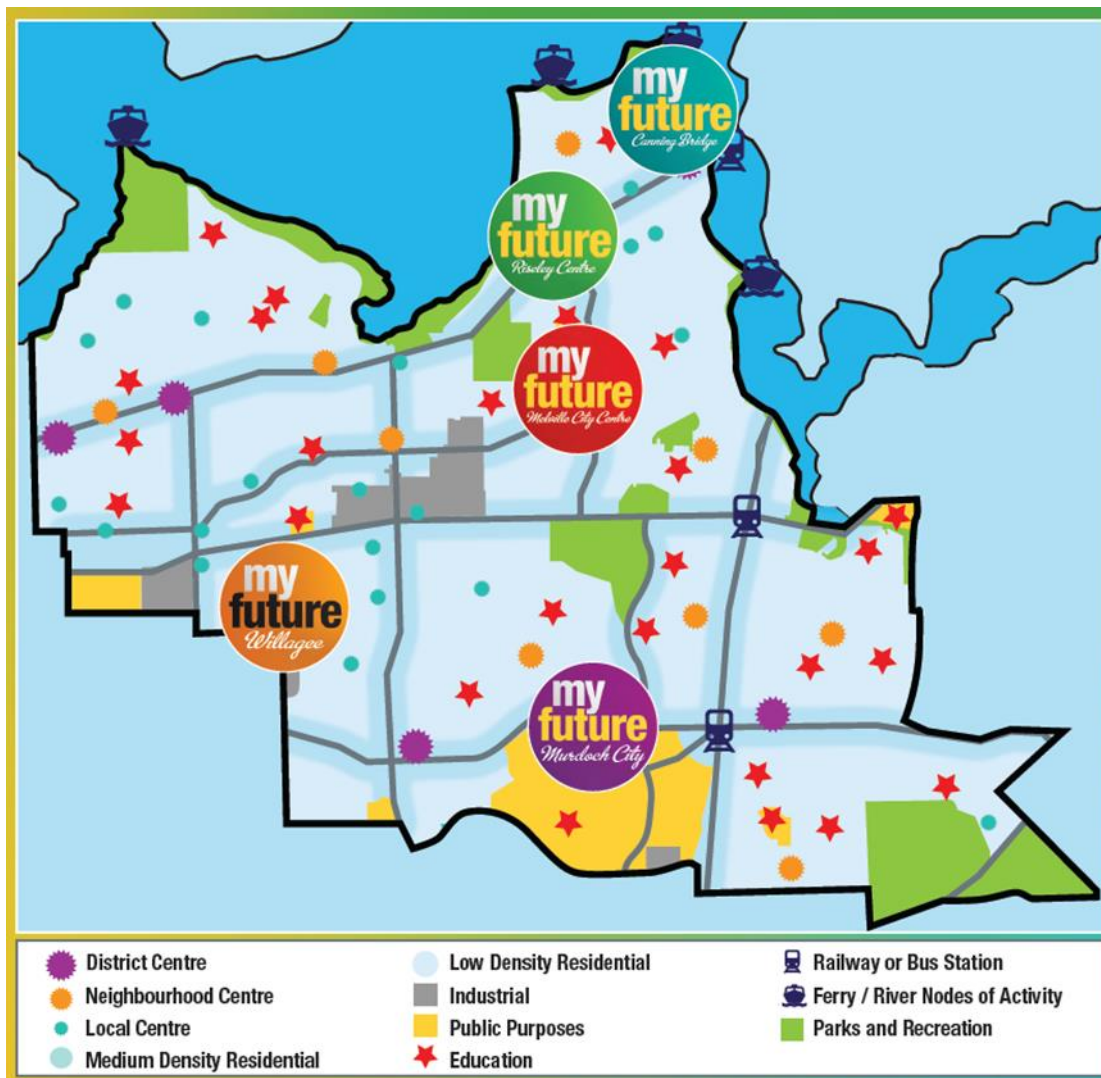 my
future
Canning Bridge
my
future
Riseley Centre
my
future
Melville City Centre
my
future
Willagee
my
future
Murdoch City
District Centre
Neighbourhood Centre
Local Centre
Medium Density Residential
Low Density Residential
Industrial
Public Purposes
Education
Railway or Bus Station
Ferry / River Nodes of Activity
Parks and Recreation